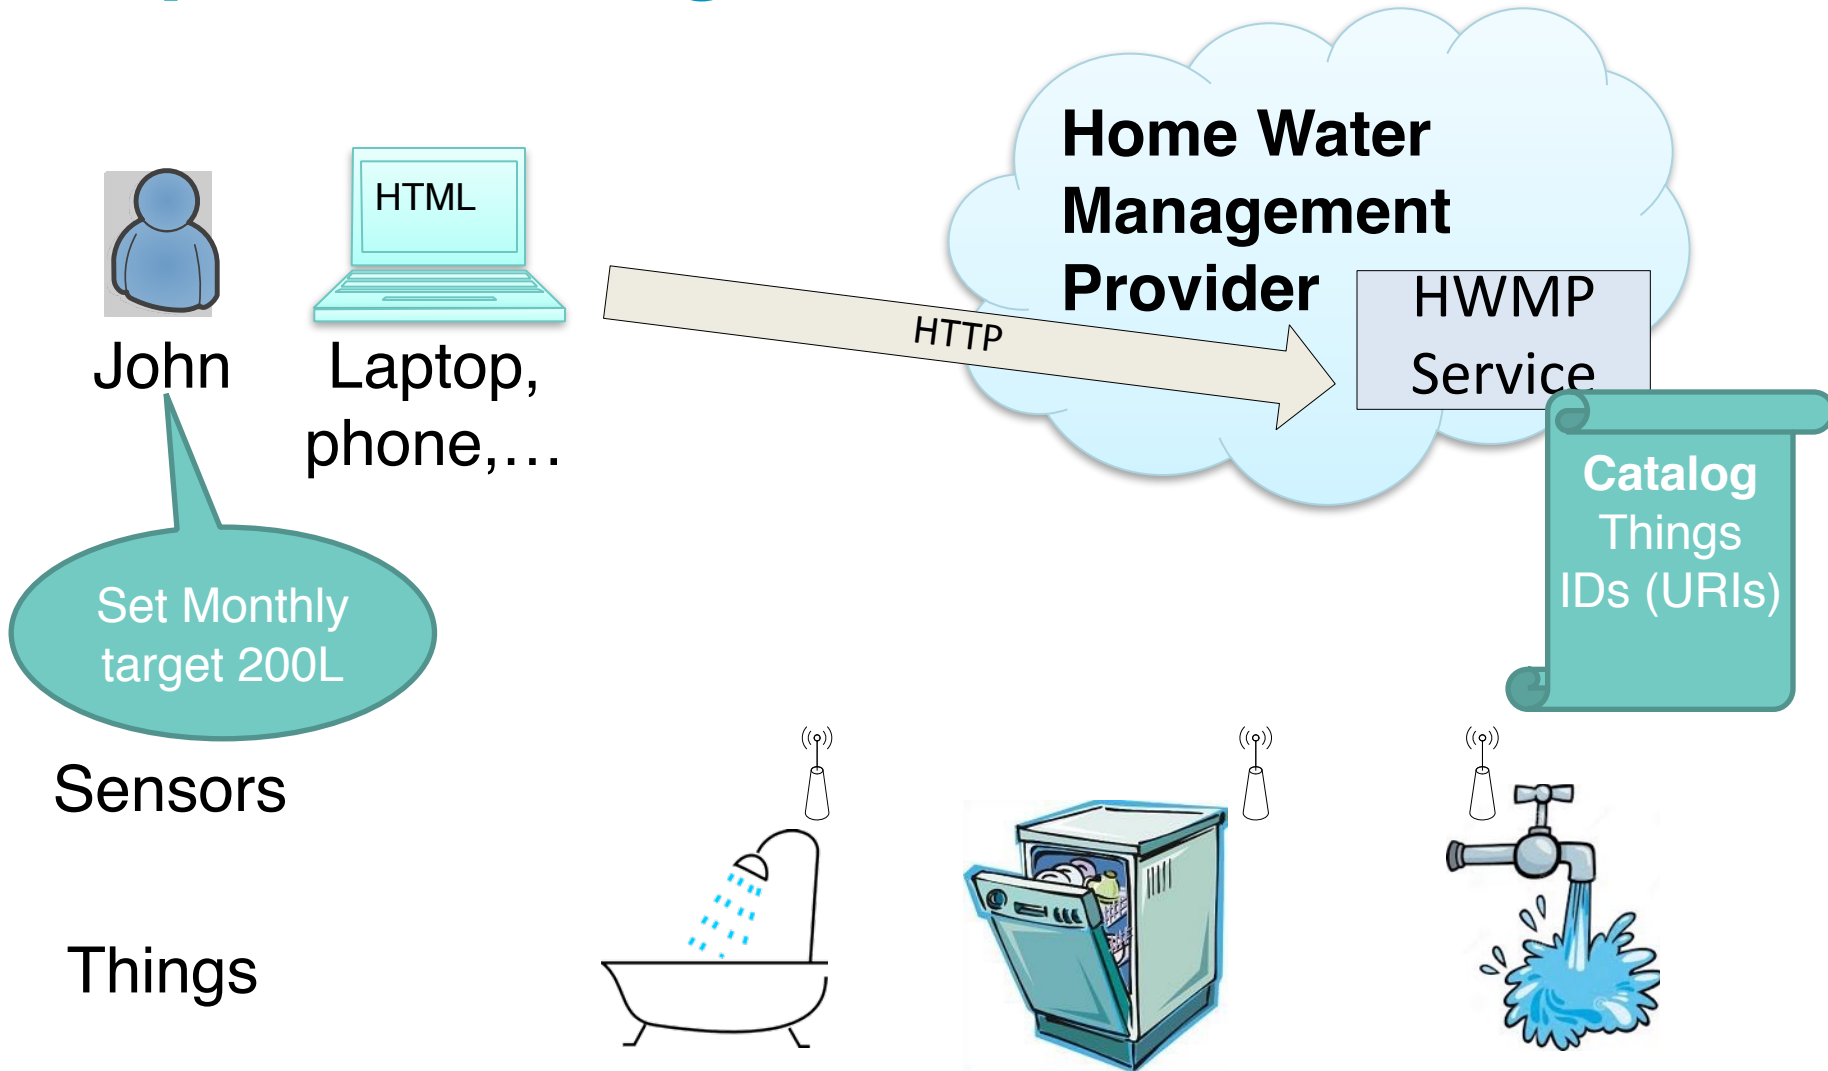 Home Water
Management
Provider
HTML
HWMP
Service
HTTP
John
Laptop,
phone,…
Catalog
Things
IDs (URIs)
Set Monthly
target 200L
Sensors
Things